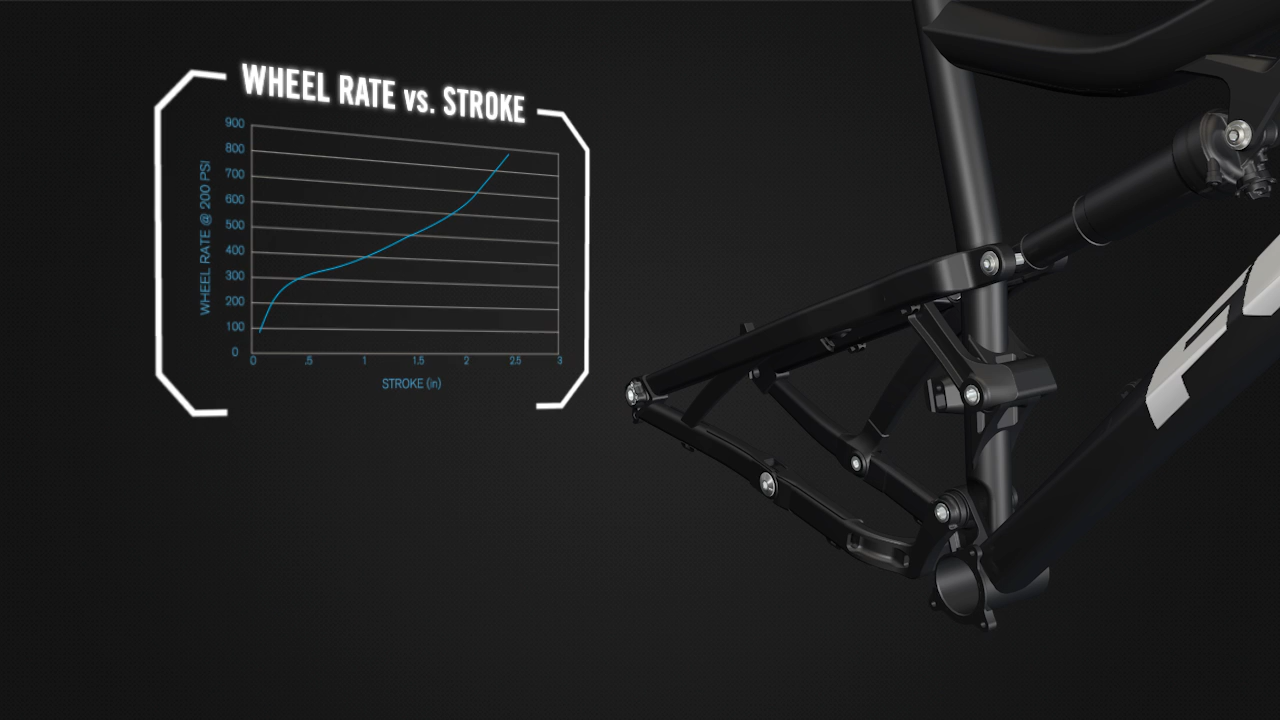 WHEEL RATE vs. STROKE
WHEEL RATE @ 200 PSI
900
800
700
600
500
400
300
200
100
0
0 .5 1 1.5 2 2.5 3
STROKE (in)